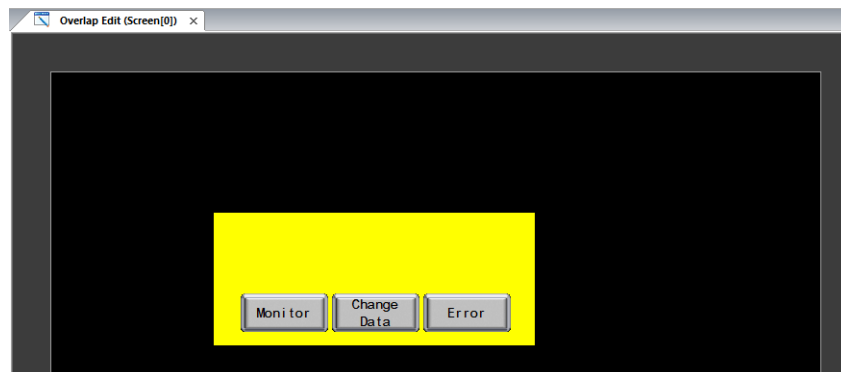 Overlap Edit (Screen[0]) ×
Monitor
Change
Data
Error